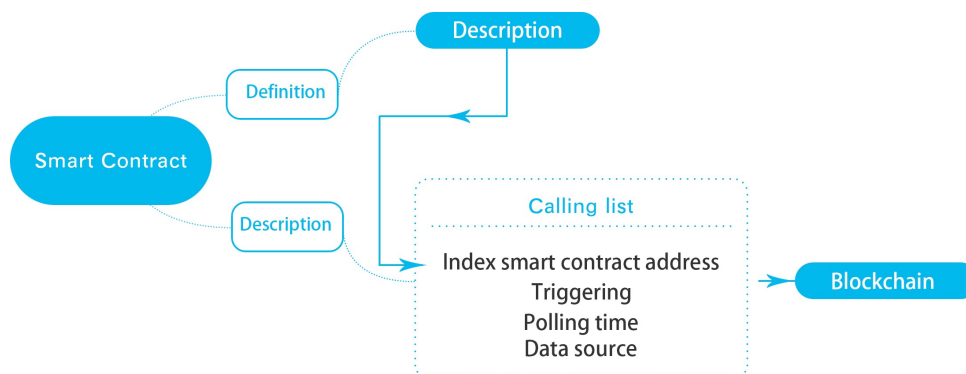 Description
Definition
Smart Contract
Description
Calling list
Index smart contract address
Triggering
Polling time
Data source
Blockchain